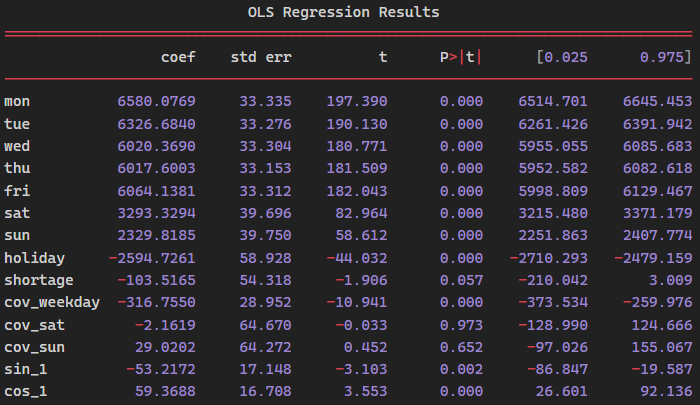 OLS Regression Results
coef std err t P>|t| [0.025 0.975]
mon 6580.0769 33.335 197.390 0.000 6514.701 6645.453
tue 6326.6840 33.276 190.130 0.000 6261.426 6391.942
wed 6020.3690 33.304 180.771 0.000 5955.055 6085.683
thu 6017.6003 33.153 181.509 0.000 5952.582 6082.618
fri 6064.1381 33.312 182.043 0.000 5998.809 6129.467
sat 3293.3294 39.696 82.964 0.000 3215.480 3371.179
sun 2329.8185 39.750 58.612 0.000 2251.863 2407.774
holiday -2594.7261 58.928 -44.032 0.000 -2710.293 -2479.159
shortage -103.5165 54.318 -1.906 0.057 -210.042 3.009
cov_weekday -316.7550 28.952 -10.941 0.000 -373.534 -259.976
cov_sat -2.1619 64.670 -0.033 0.973 -128.990 124.666
cov_sun 29.0202 64.272 0.452 0.652 -97.026 155.067
sin_1 -53.2172 17.148 -3.103 0.002 -86.847 -19.587
cos_1 59.3688 16.708 3.553 0.000 26.601 92.136